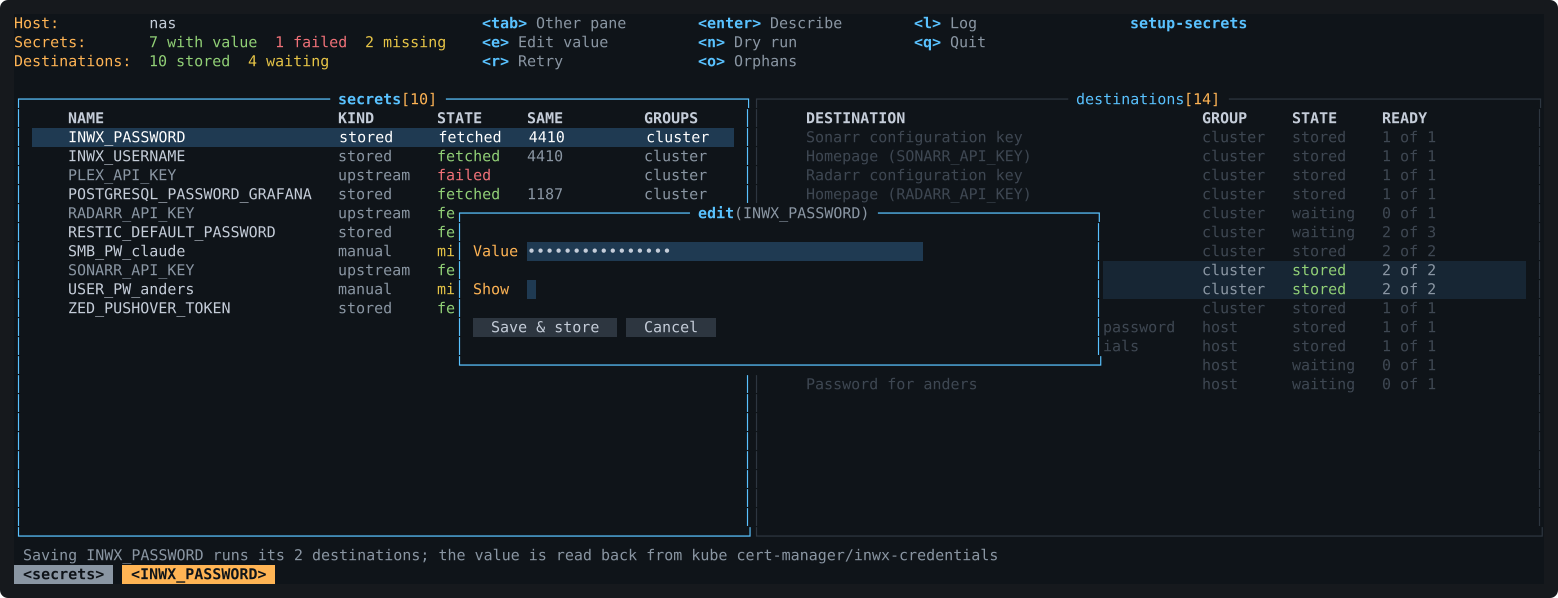 Host: nas <tab> Other pane <enter> Describe <l> Log setup-secrets
Secrets: 7 with value 1 failed 2 missing <e> Edit value <n> Dry run <q> Quit
Destinations: 10 stored 4 waiting <r> Retry <o> Orphans
secrets[10] destinations[14]
NAME KIND STATE SAME GROUPS DESTINATION GROUP STATE READY
INWX_PASSWORD stored fetched 4410 cluster Sonarr configuration key cluster stored 1 of 1
INWX_USERNAME stored fetched 4410 cluster Homepage (SONARR_API_KEY) cluster stored 1 of 1
PLEX_API_KEY upstream failed cluster Radarr configuration key cluster stored 1 of 1
POSTGRESQL_PASSWORD_GRAFANA stored fetched 1187 cluster Homepage (RADARR_API_KEY) cluster stored 1 of 1
RADARR_API_KEY upstream fe edit(INWX_PASSWORD) cluster waiting 0 of 1
RESTIC_DEFAULT_PASSWORD stored fe cluster waiting 2 of 3
SMB_PW_claude manual mi Value •••••••••••••••• cluster stored 2 of 2
SONARR_API_KEY upstream fe cluster stored 2 of 2
USER_PW_anders manual mi Show cluster stored 2 of 2
ZED_PUSHOVER_TOKEN stored fe cluster stored 1 of 1
Save & store Cancel password host stored 1 of 1
ials host stored 1 of 1
host waiting 0 of 1
Password for anders host waiting 0 of 1
Saving INWX_PASSWORD runs its 2 destinations; the value is read back from kube cert-manager/inwx-credentials
<secrets> <INWX_PASSWORD>